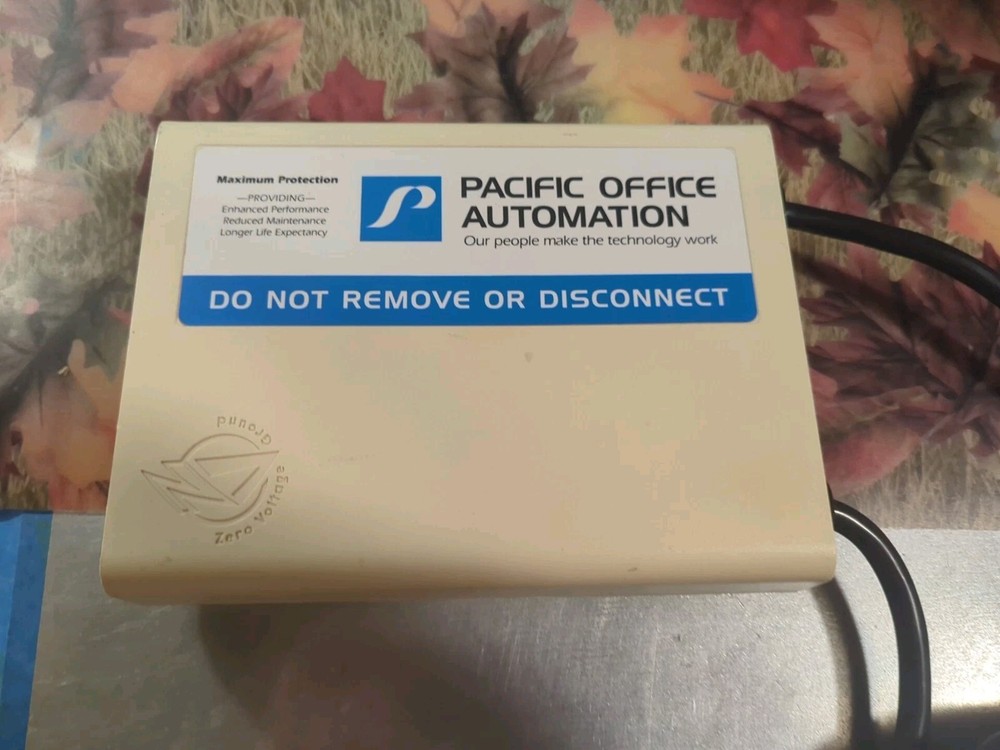 Maximum Protection
—PROVIDING—
Enhanced Performance
Reduced Maintenance
Longer Life Expectancy
PACIFIC OFFICE
AUTOMATION
Our people make the technology work
DO NOT REMOVE OR DISCONNECT
Zero Voltage Ground